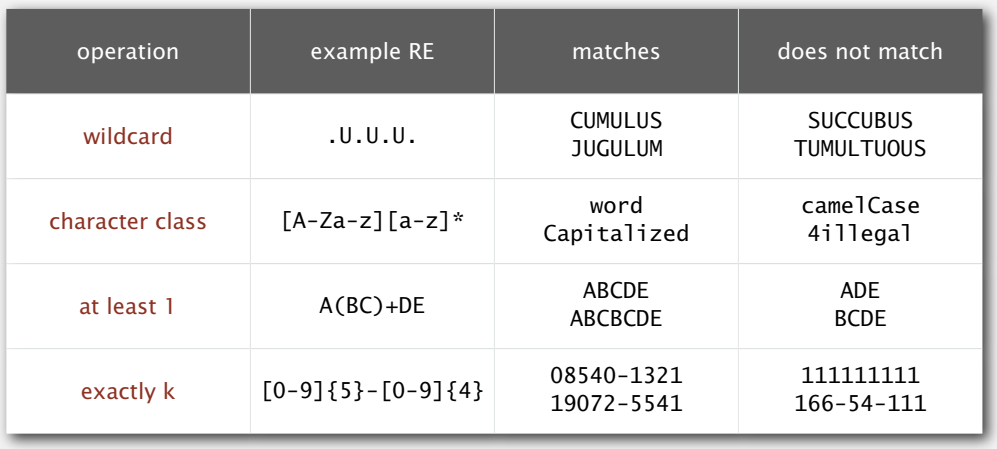 operation example RE matches does not match
wildcard .U.U.U. CUMULUS SUCCUBUS
JUGULUM TUMULTUOUS
character class [A-Za-z][a-z]* word camelCase
Capitalized 4illegal
at least 1 A(BC)+DE ABCDE ADE
ABCBCDE BCDE
exactly k [0-9]{5}-[0-9]{4} 08540-1321 111111111
19072-5541 166-54-111